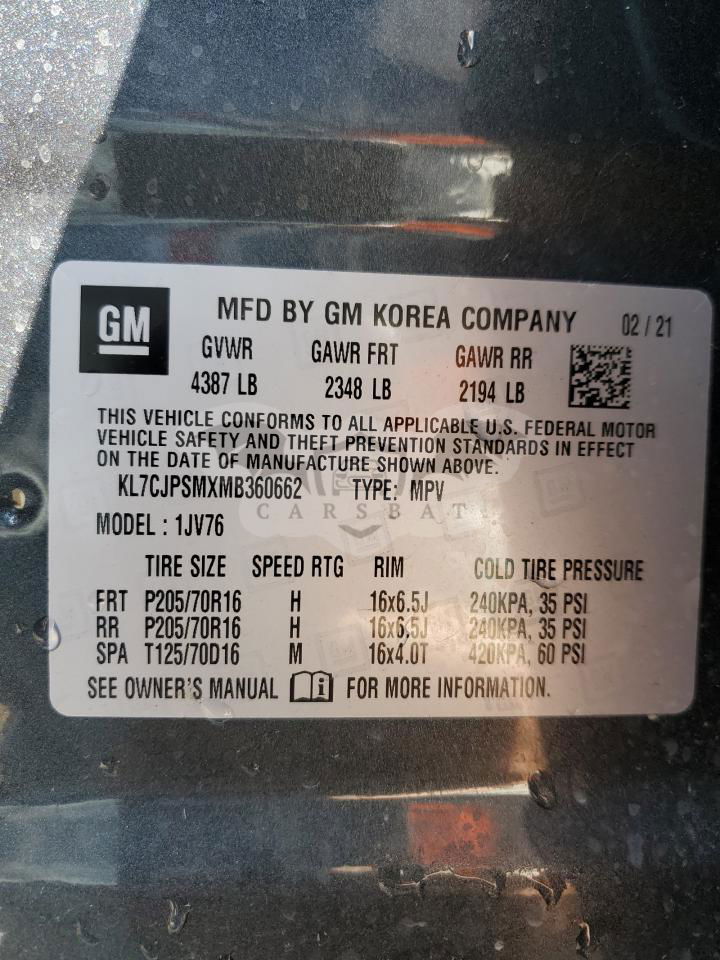 GM
MFD BY GM KOREA COMPANY 02 / 21
GVWR GAWR FRT GAWR RR
4387 LB 2348 LB 2194 LB
THIS VEHICLE CONFORMS TO ALL APPLICABLE U.S. FEDERAL MOTOR
VEHICLE SAFETY AND THEFT PREVENTION STANDARDS IN EFFECT
ON THE DATE OF MANUFACTURE SHOWN ABOVE.
KL7CJPSMXMB360662 TYPE: MPV
CARSBAT
MODEL : 1JV76
TIRE SIZE SPEED RTG RIM COLD TIRE PRESSURE
FRT P205/70R16 H 16x6.5J 240KPA, 35 PSI
RR P205/70R16 H 16x6.5J 240KPA, 35 PSI
SPA T125/70D16 M 16x4.0T 420KPA, 60 PSI
SEE OWNER'S MANUAL i FOR MORE INFORMATION.